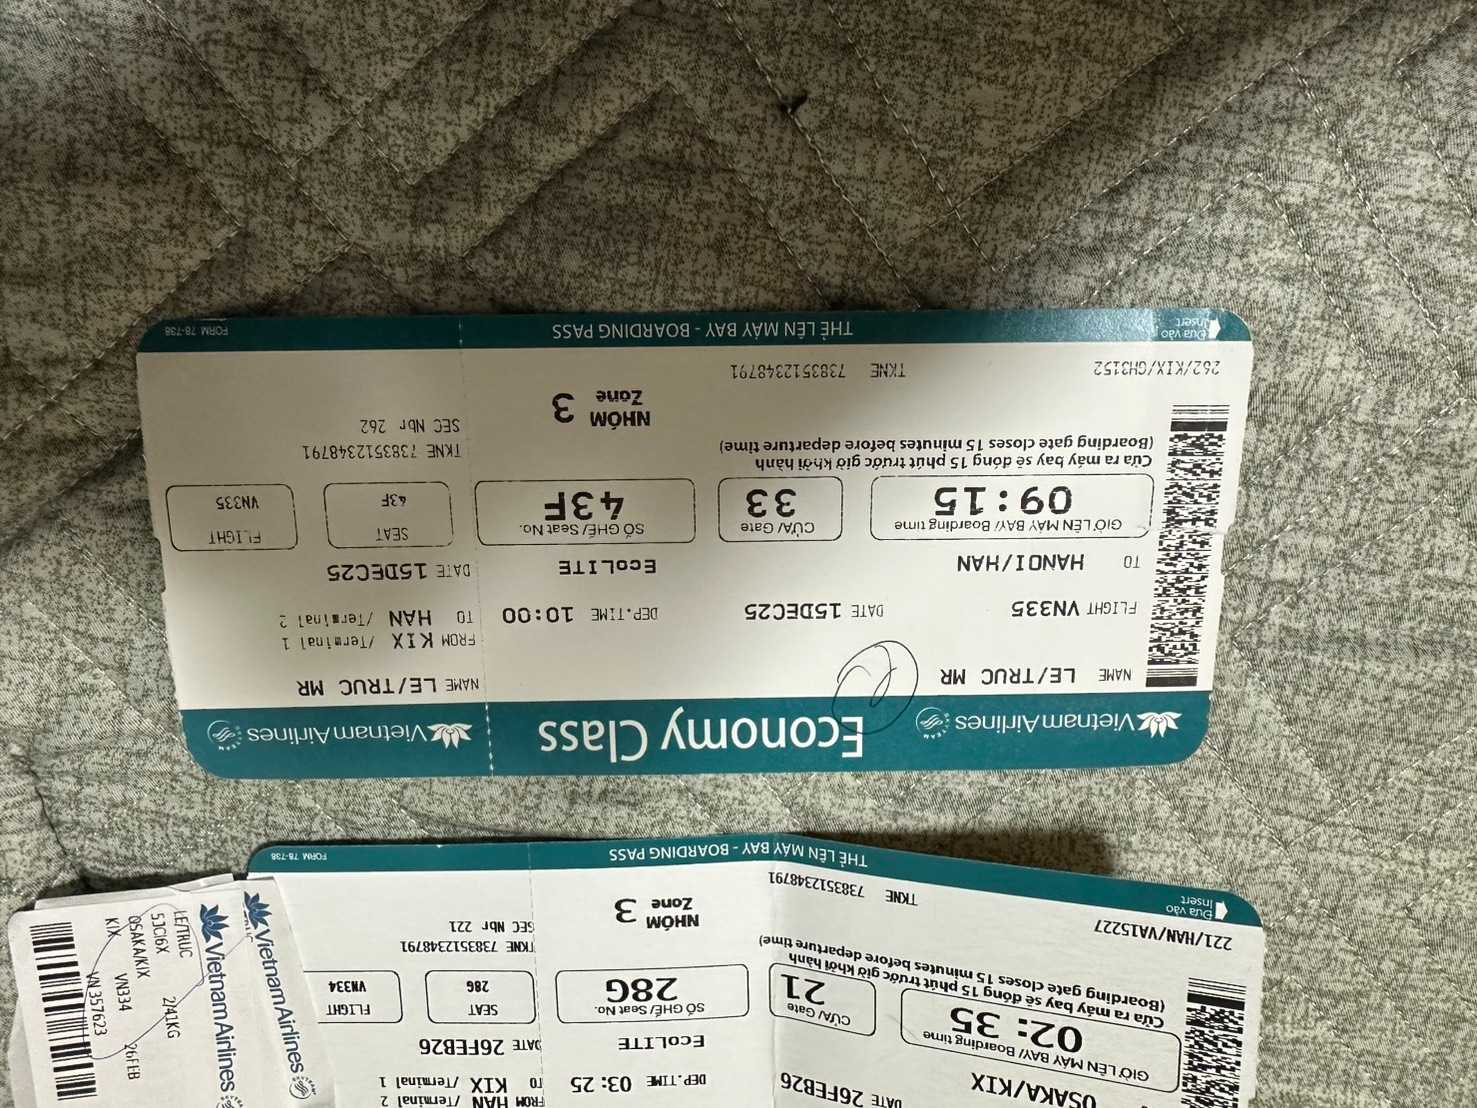 Vietnam Airlines
Economy Class
Vietnam Airlines
NAME LE/TRUC MR
FLIGHT VN335 DATE 15DEC25 DEP.TIME 10:00
TO HANOI/HAN EcoLITE
GIỜ LÊN MÁY BAY/ Boarding time
09:15
CỬA/ Gate
33
SỐ GHẾ/ Seat No.
43F
Cửa ra máy bay sẽ đóng 15 phút trước giờ khởi hành
(Boarding gate closes 15 minutes before departure time)
NHÓM
Zone
3
262/KIX/GH3152 TKNE 7383512348791
Đưa vào
Insert
THẺ LÊN MÁY BAY - BOARDING PASS
NAME LE/TRUC MR
FROM KIX /Terminal 1
TO HAN /Terminal 2
DATE 15DEC25
SEAT
43F
FLIGHT
VN335
TKNE 7383512348791
SEC Nbr 262
FORM 78-738
DATE 26FEB26 DEP.TIME 03:25
OSAKA/KIX EcoLITE
GIỜ LÊN MÁY BAY/ Boarding time
02:35
CỬA/ Gate
21
SỐ GHẾ/ Seat No.
28G
Cửa ra máy bay sẽ đóng 15 phút trước giờ khởi hành
(Boarding gate closes 15 minutes before departure time)
NHÓM
Zone
3
221/HAN/VA15227 TKNE 7383512348791
Đưa vào
Insert
THẺ LÊN MÁY BAY - BOARDING PASS
FROM HAN /Terminal 2
TO KIX /Terminal 1
DATE 26FEB26
SEAT
28G
FLIGHT
VN334
TKNE 7383512348791
SEC Nbr 221
FORM 78-738
Vietnam Airlines
Vietnam Airlines
LE/TRUC
5JCI6X 2/41KG
OSAKA/KIX VN334 26FEB
KIX
VN 357623